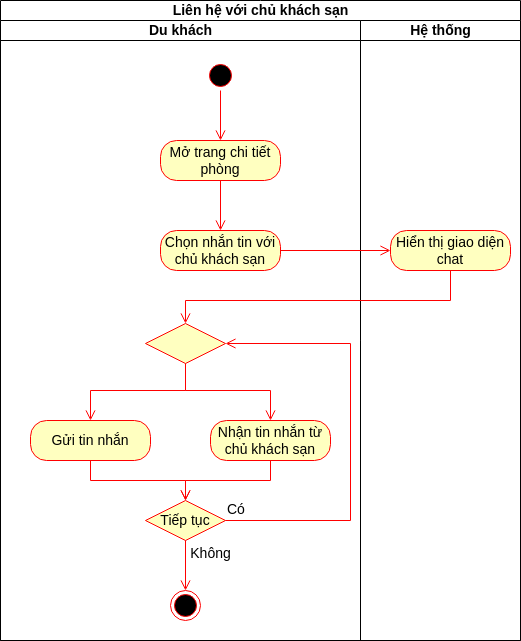 Liên hệ với chủ khách sạn
Du khách
Hệ thống
Mở trang chi tiết
phòng
Chọn nhắn tin với
chủ khách sạn
Hiển thị giao diện
chat
Gửi tin nhắn
Nhận tin nhắn từ
chủ khách sạn
Tiếp tục
Có
Không